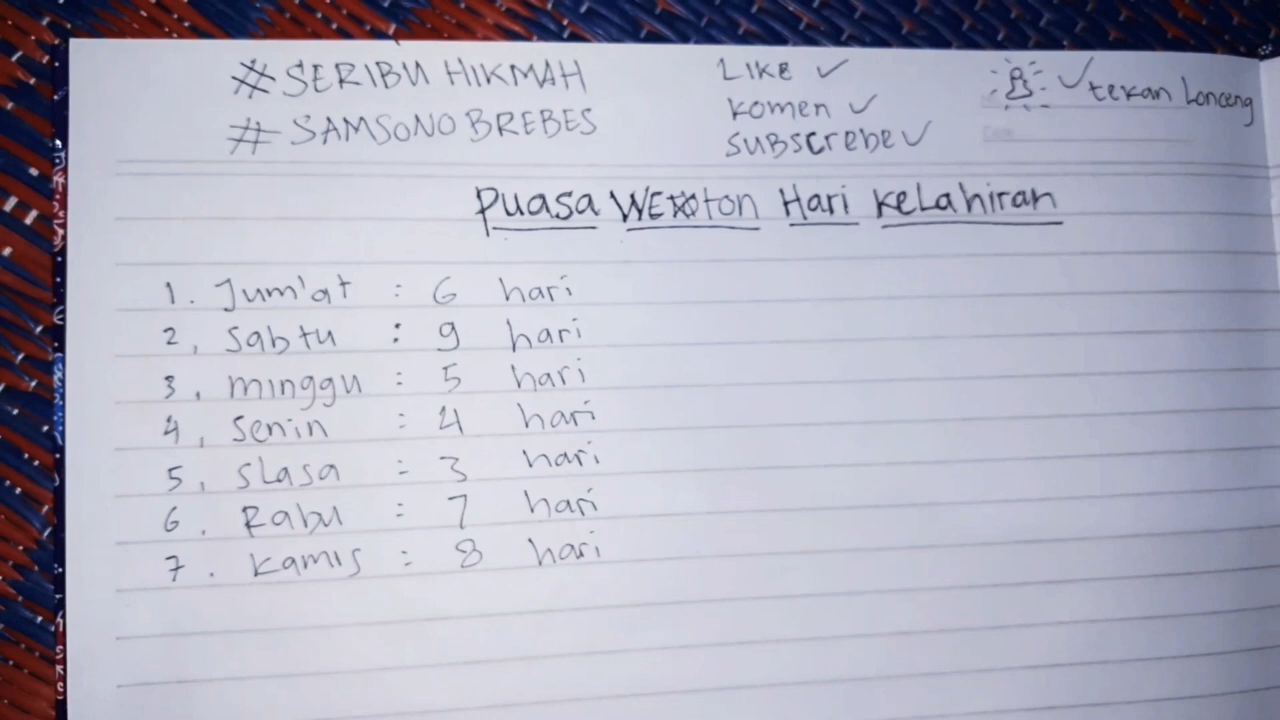 #SERIBU HIKMAH
# SAMSONO BREBES
LIKE ✓
Komen ✓
SUBSCREBE ✓
✓ tekan Lonceng
Puasa WEton Hari KeLahiran
1. Jum'at : 6 hari
2, Sabtu : 9 hari
3, minggu : 5 hari
4, Senin : 4 hari
5, SLasa : 3 hari
6. Rabu : 7 hari
7. Kamis : 8 hari